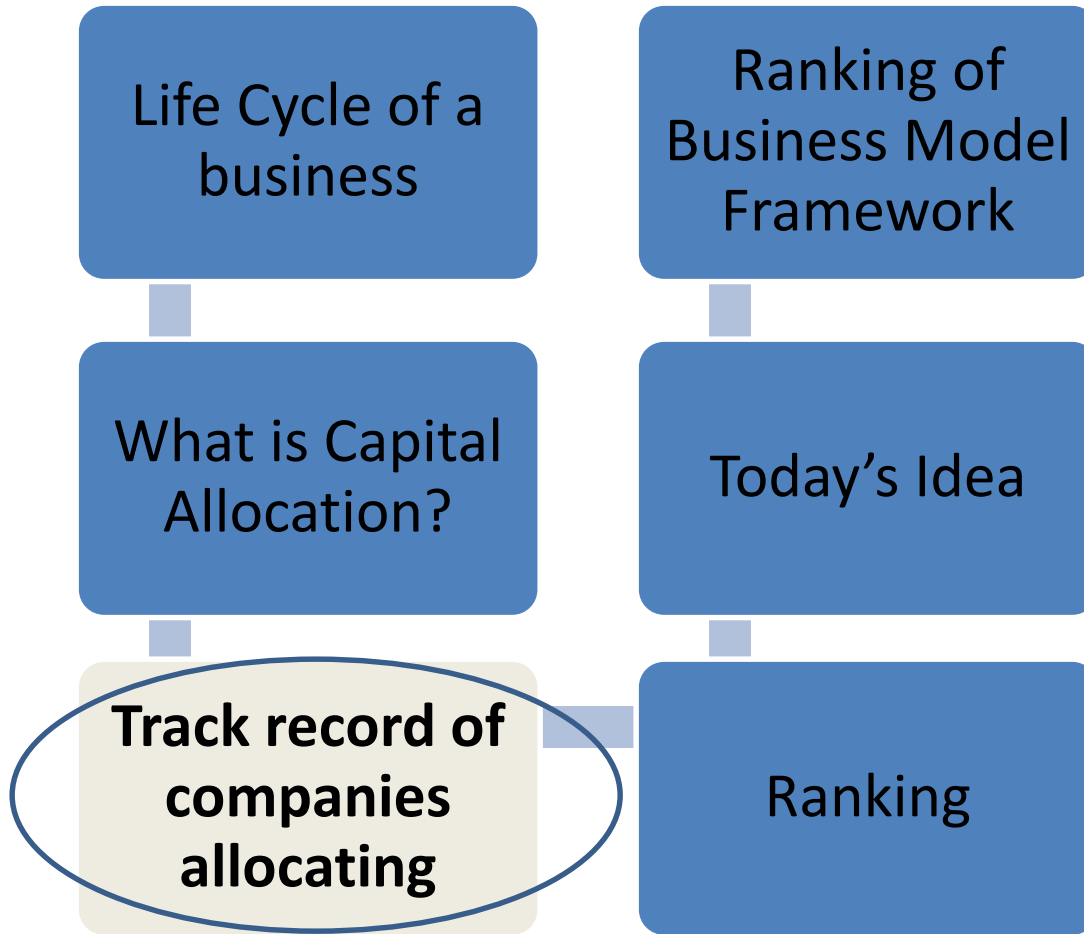 Life Cycle of a
business
What is Capital
Allocation?
Track record of
companies
allocating
Ranking
Today’s Idea
Ranking of
Business Model
Framework